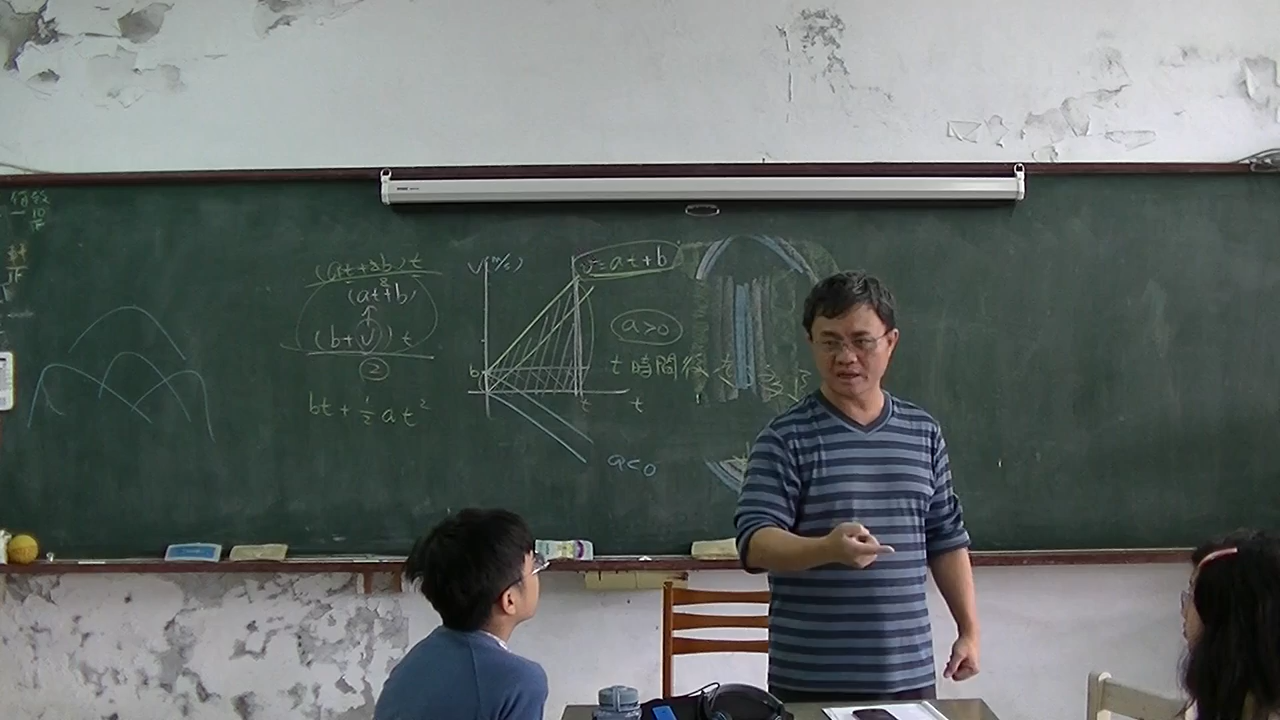 (at+2b)t
(at+b)
2
(b+V)t
②
bt+½at²
V(m/s)
v=at+b
a>0
b
t 時間後
t
t
a<0